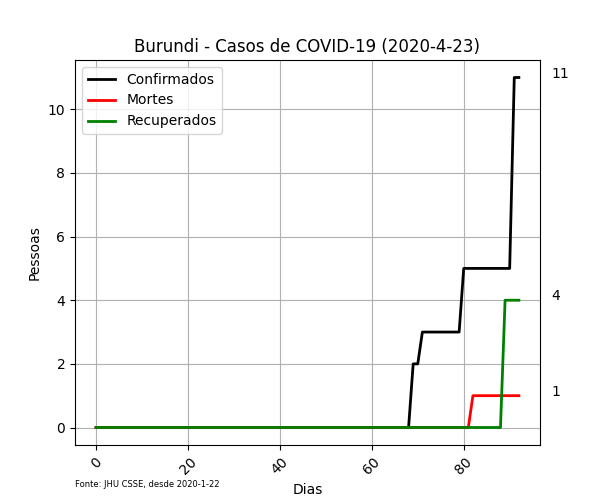 Burundi - Casos de COVID-19 (2020-4-23)
Confirmados
Mortes
Recuperados
11
4
1
Pessoas
10
8
6
4
2
0
0
20
40
60
80
Dias
Fonte: JHU CSSE, desde 2020-1-22